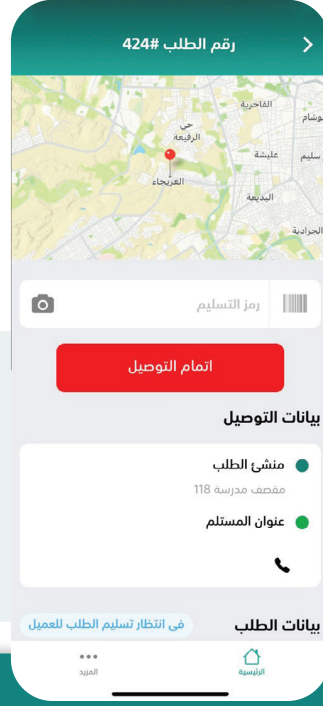 رقم الطلب #424
الفاخرية
وشام
حي
الرفيعة
عليشة
سليم
العريجاء
البديعة
الجرادية
رمز التسليم
اتمام التوصيل
بيانات التوصيل
منشئ الطلب
مقصف مدرسة 118
عنوان المستلم
بيانات الطلب
فى انتظار تسليم الطلب للعميل
الرئيسية
المزيد